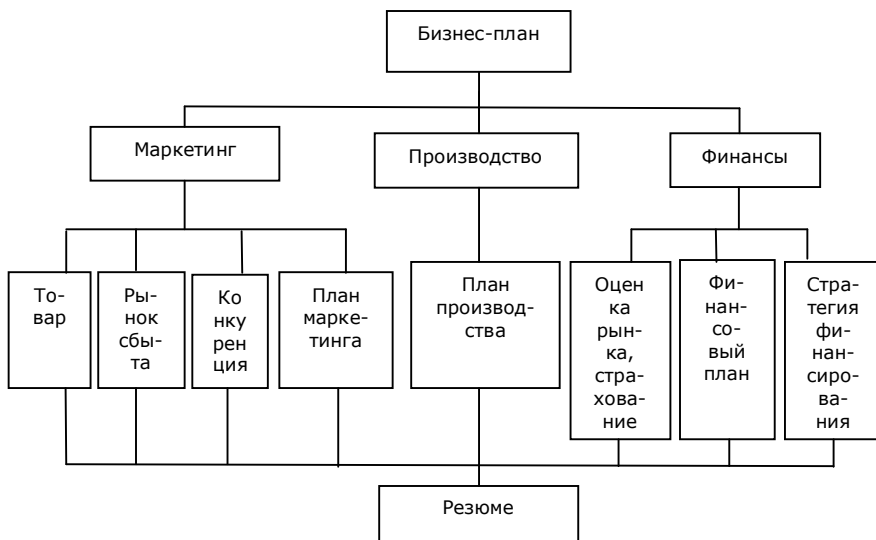 Бизнес-план
Маркетинг
Производство
Финансы
То-
вар
Ры-
нок
сбы-
та
Ко
нку
рен
ция
План
марке-
тинга
План
производ-
ства
Оцен
ка
рын-
ка,
стра-
хова-
ние
Фи-
нан-
со-
вый
план
Стра-
тегия
фи-
нан-
сиро-
ва-
ния
Резюме